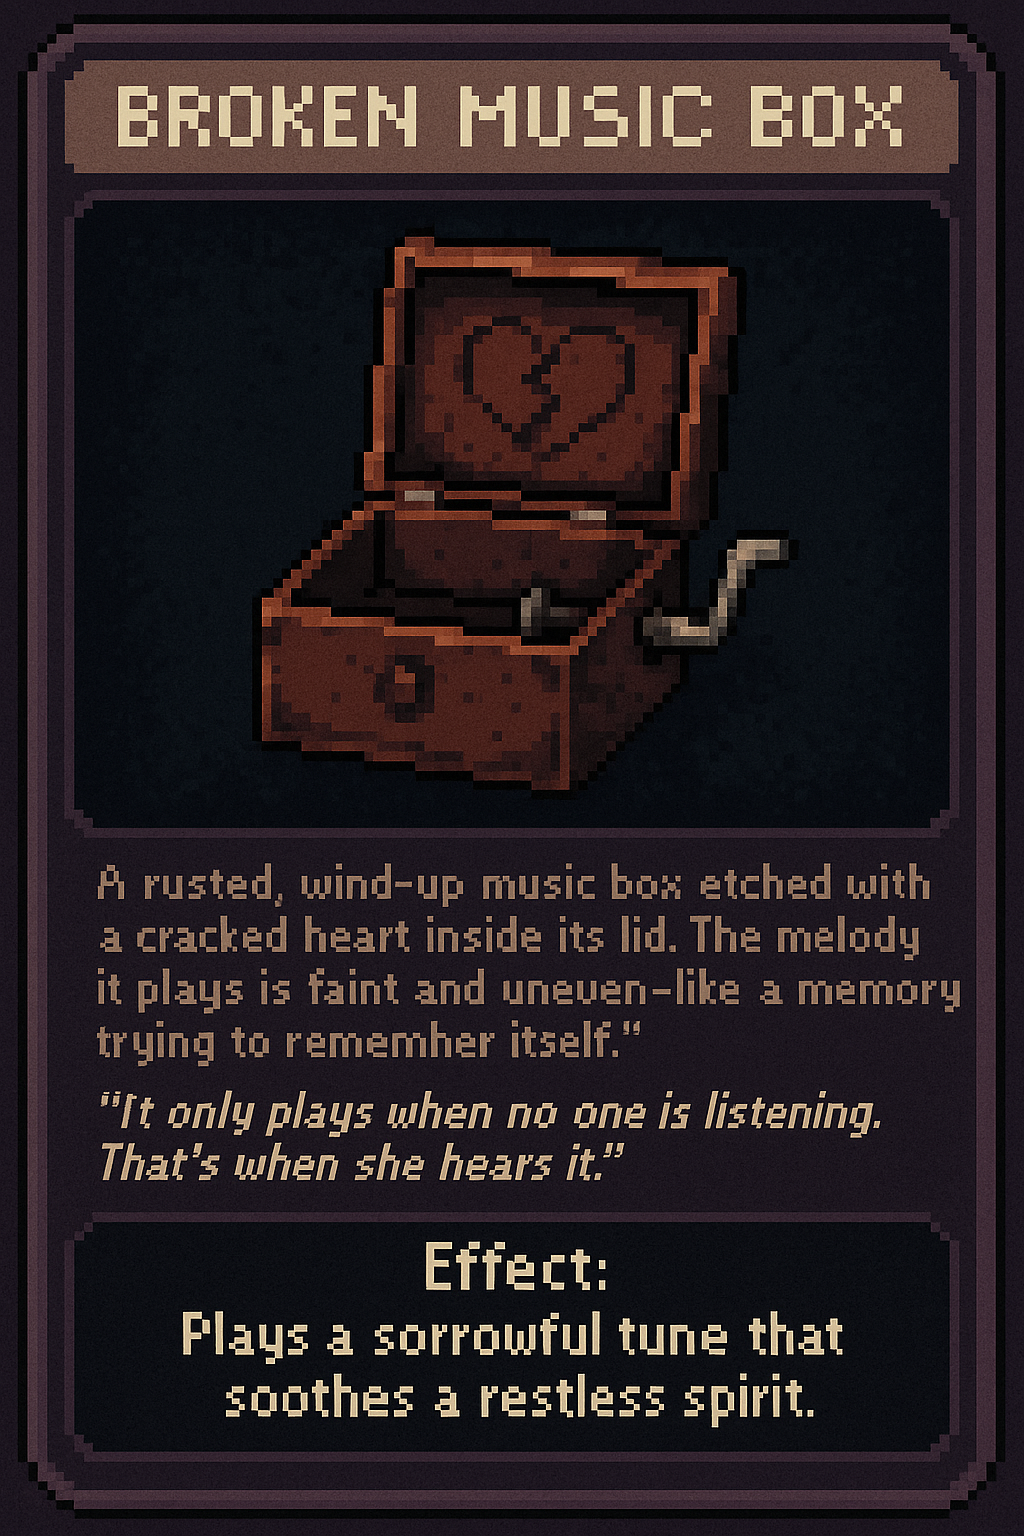 BROKEN MUSIC BOX
A rusted, wind-up music box etched with
a cracked heart inside its lid. The melody
it plays is faint and uneven-like a memory
trying to rememher itself."
"It only plays when no one is listening.
That's when she hears it."
Effect:
Plays a sorrowful tune that
soothes a restless spirit.